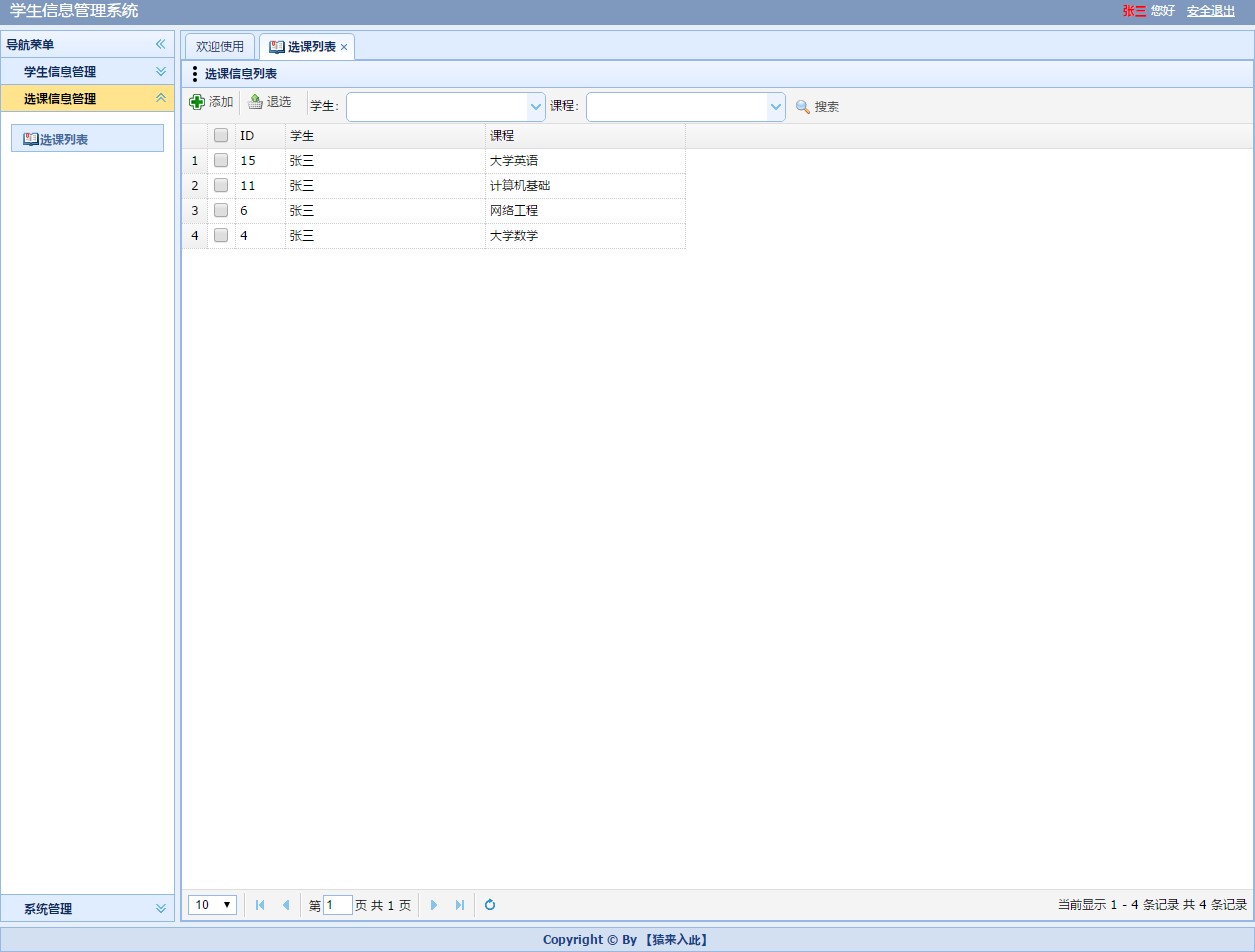 学生信息管理系统 张三 您好 安全退出
导航菜单
学生信息管理
选课信息管理
选课列表
系统管理
欢迎使用 选课列表
选课信息列表
添加 退选 学生: 课程: 搜索
ID 学生 课程
1 15 张三 大学英语
2 11 张三 计算机基础
3 6 张三 网络工程
4 4 张三 大学数学
10 第 1 页 共 1 页 当前显示 1 - 4 条记录 共 4 条记录
Copyright © By 【猿来入此】